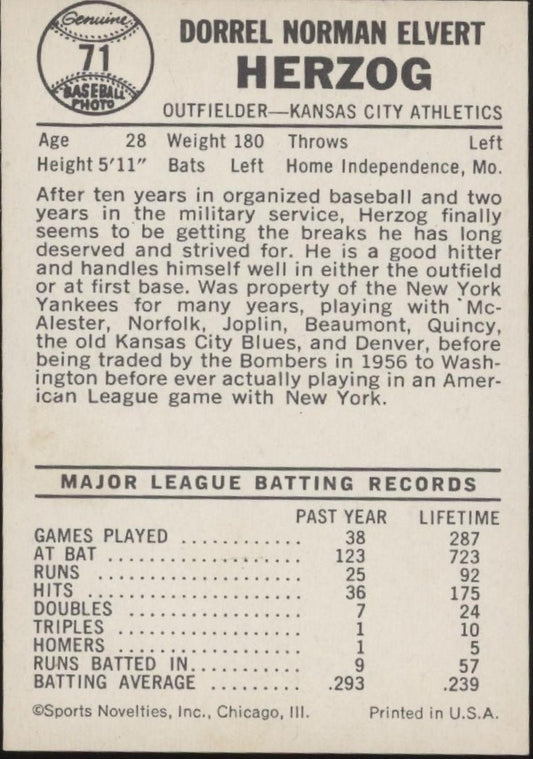 Genuine
71
BASEBALL
PHOTO
DORREL NORMAN ELVERT
HERZOG
OUTFIELDER—KANSAS CITY ATHLETICS
Age 28 Weight 180 Throws Left
Height 5'11" Bats Left Home Independence, Mo.
After ten years in organized baseball and two
years in the military service, Herzog finally
seems to be getting the breaks he has long
deserved and strived for. He is a good hitter
and handles himself well in either the outfield
or at first base. Was property of the New York
Yankees for many years, playing with Mc-
Alester, Norfolk, Joplin, Beaumont, Quincy,
the old Kansas City Blues, and Denver, before
being traded by the Bombers in 1956 to Wash-
ington before ever actually playing in an Amer-
ican League game with New York.
MAJOR LEAGUE BATTING RECORDS
PAST YEAR LIFETIME
GAMES PLAYED ............ 38 287
AT BAT ..................... 123 723
RUNS ...................... 25 92
HITS ....................... 36 175
DOUBLES ................... 7 24
TRIPLES .................. 1 10
HOMERS .................. 1 5
RUNS BATTED IN........... 9 57
BATTING AVERAGE ......... .293 .239
©Sports Novelties, Inc., Chicago, Ill. Printed in U.S.A.